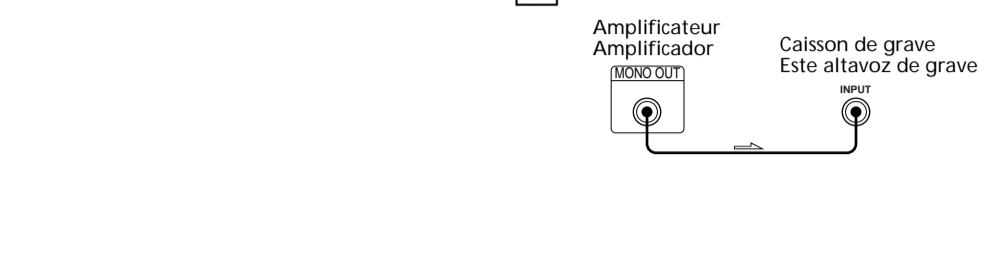 Amplificateur
Amplificador
MONO OUT
Caisson de grave
Este altavoz de grave
INPUT